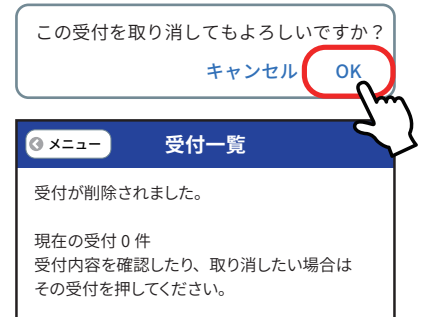 この受付を取り消してもよろしいですか？
キャンセル OK
メニュー 受付一覧
受付が削除されました。
現在の受付 0 件
受付内容を確認したり、取り消したい場合は
その受付を押してください。